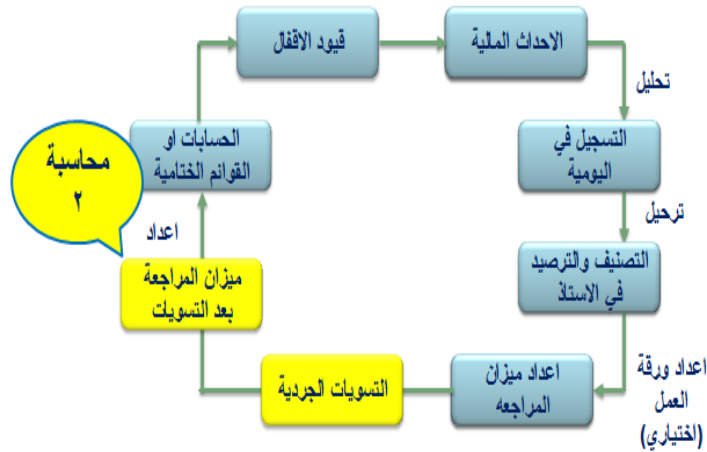 قيود الاقفال
الاحداث المالية
تحليل
التسجيل في
اليومية
ترحيل
التصنيف والترصيد
في الاستاذ
اعداد ورقة
العمل
(اختياري)
اعداد ميزان
المراجعه
التسويات الجردية
ميزان المراجعة
بعد التسويات
اعداد
محاسبة
٢
الحسابات او
القوائم الختامية